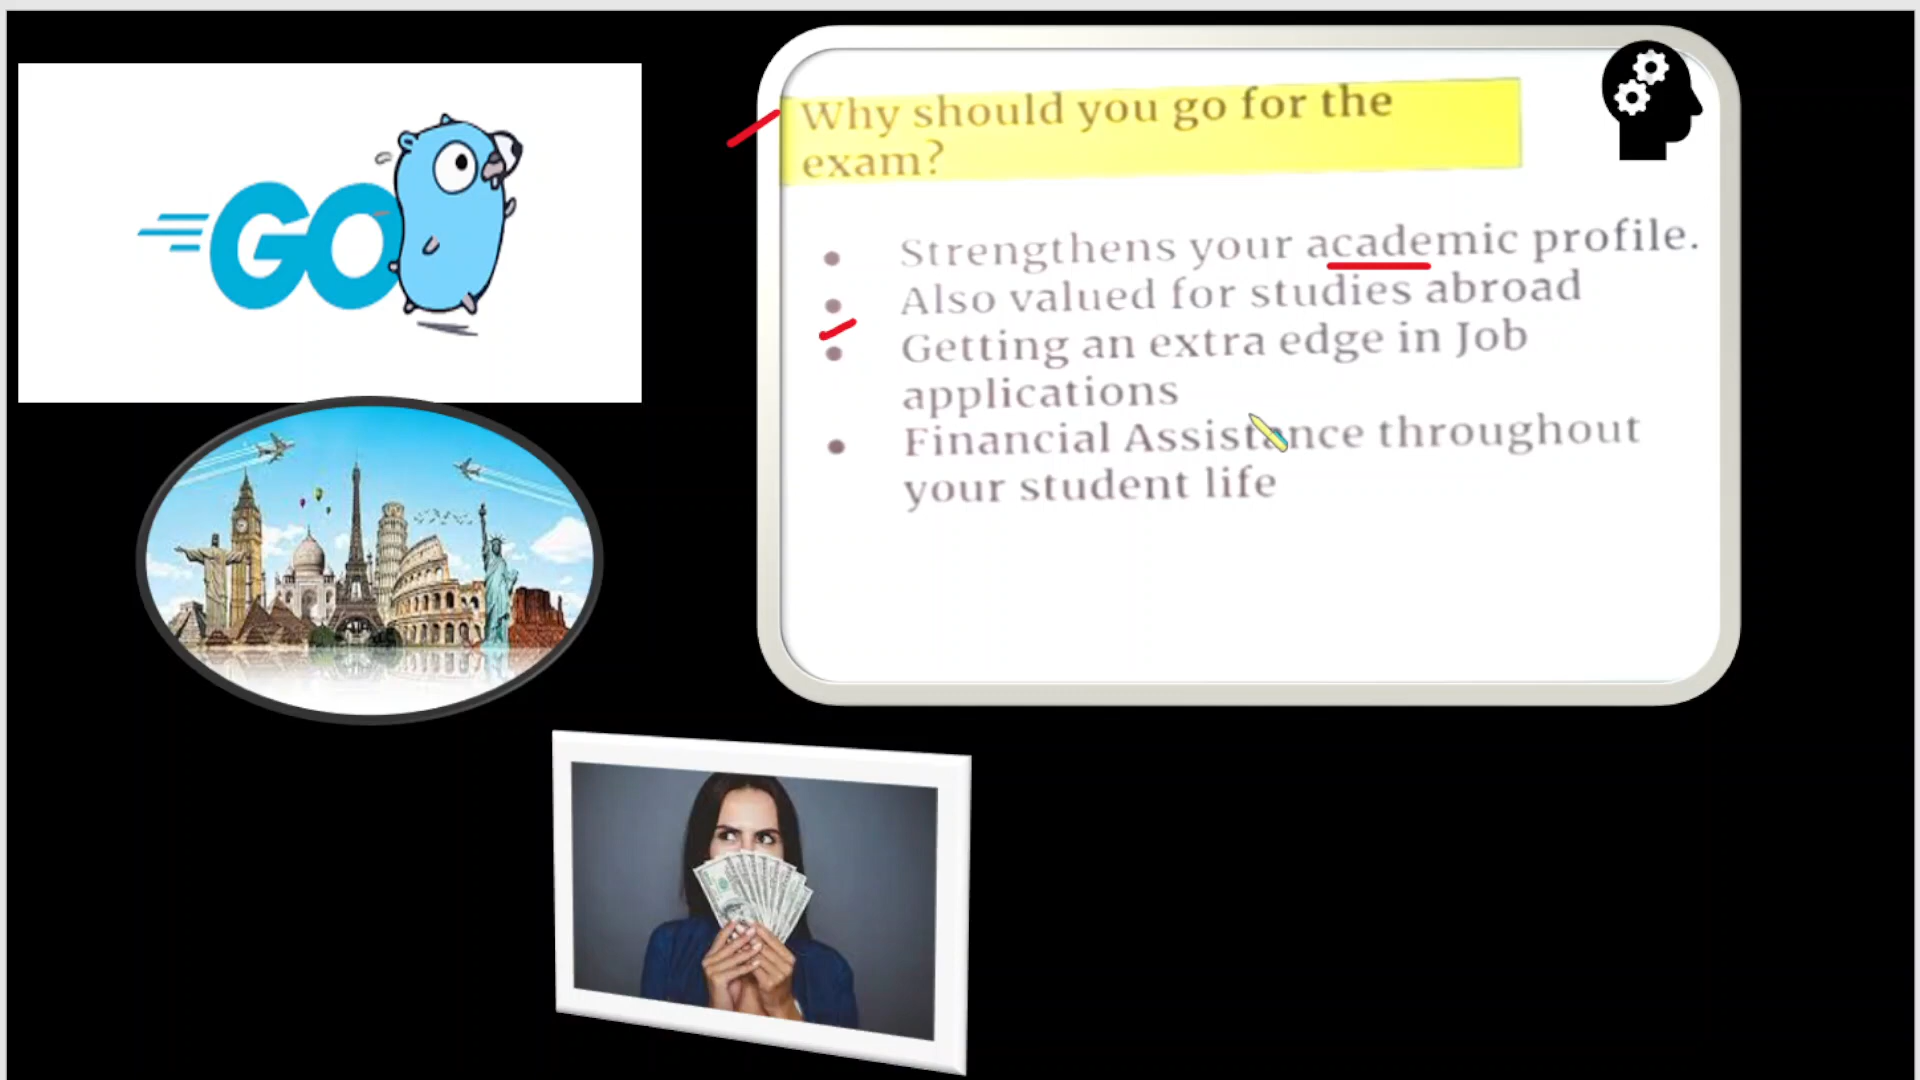 GO
Why should you go for the
exam?
• Strengthens your academic profile.
• Also valued for studies abroad
• Getting an extra edge in Job
applications
• Financial Assistance throughout
your student life